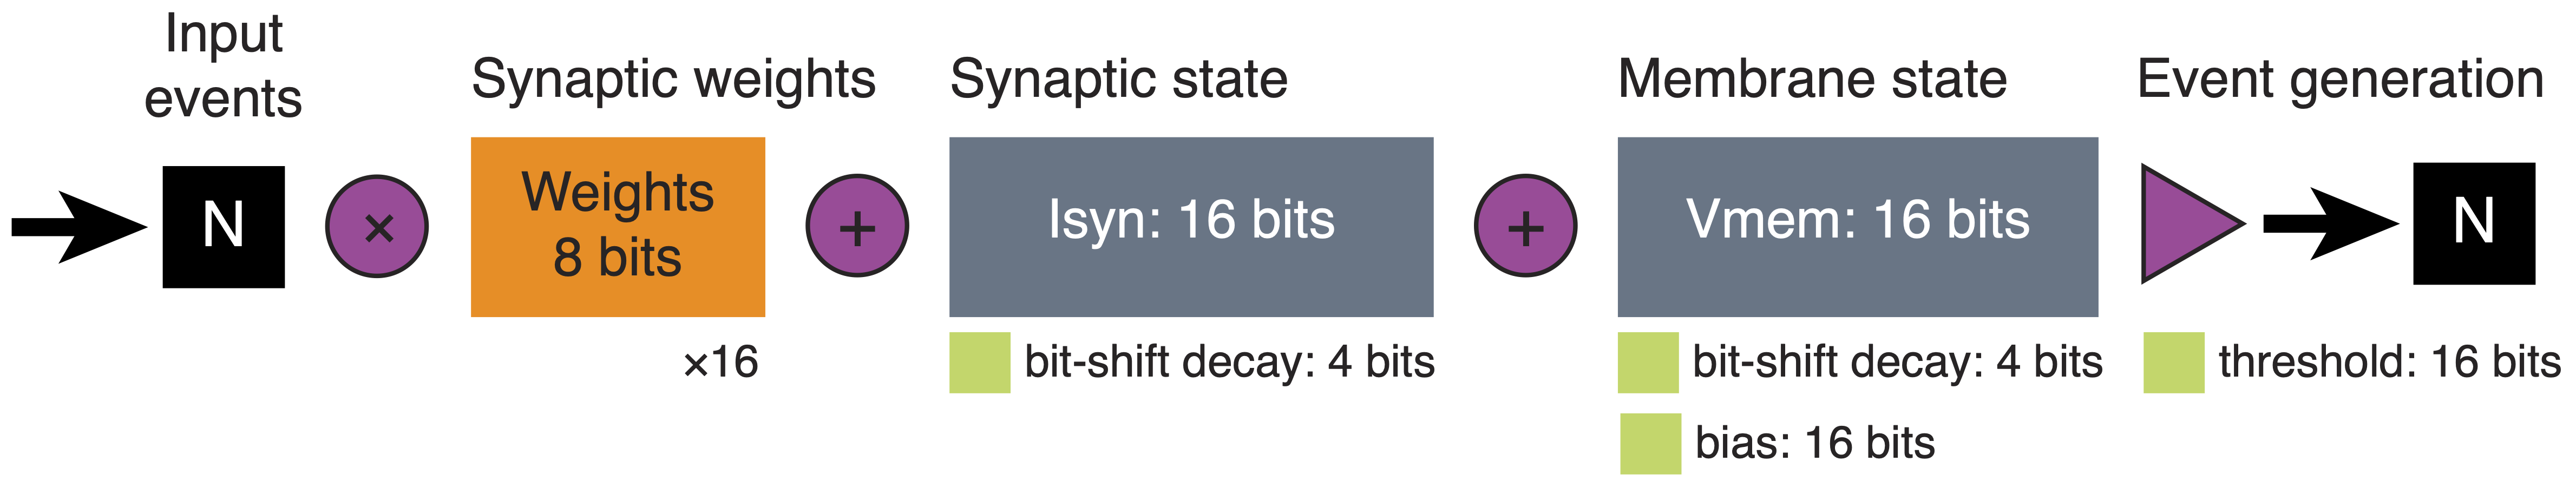 Input
events
Synaptic weights
Synaptic state
Membrane state
Event generation
N
×
Weights
8 bits
+
Isyn: 16 bits
+
Vmem: 16 bits
N
×16
bit-shift decay: 4 bits
bit-shift decay: 4 bits
threshold: 16 bits
bias: 16 bits